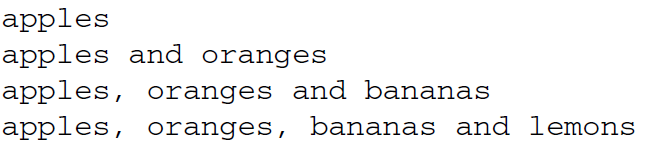 apples
apples and oranges
apples, oranges and bananas
apples, oranges, bananas and lemons